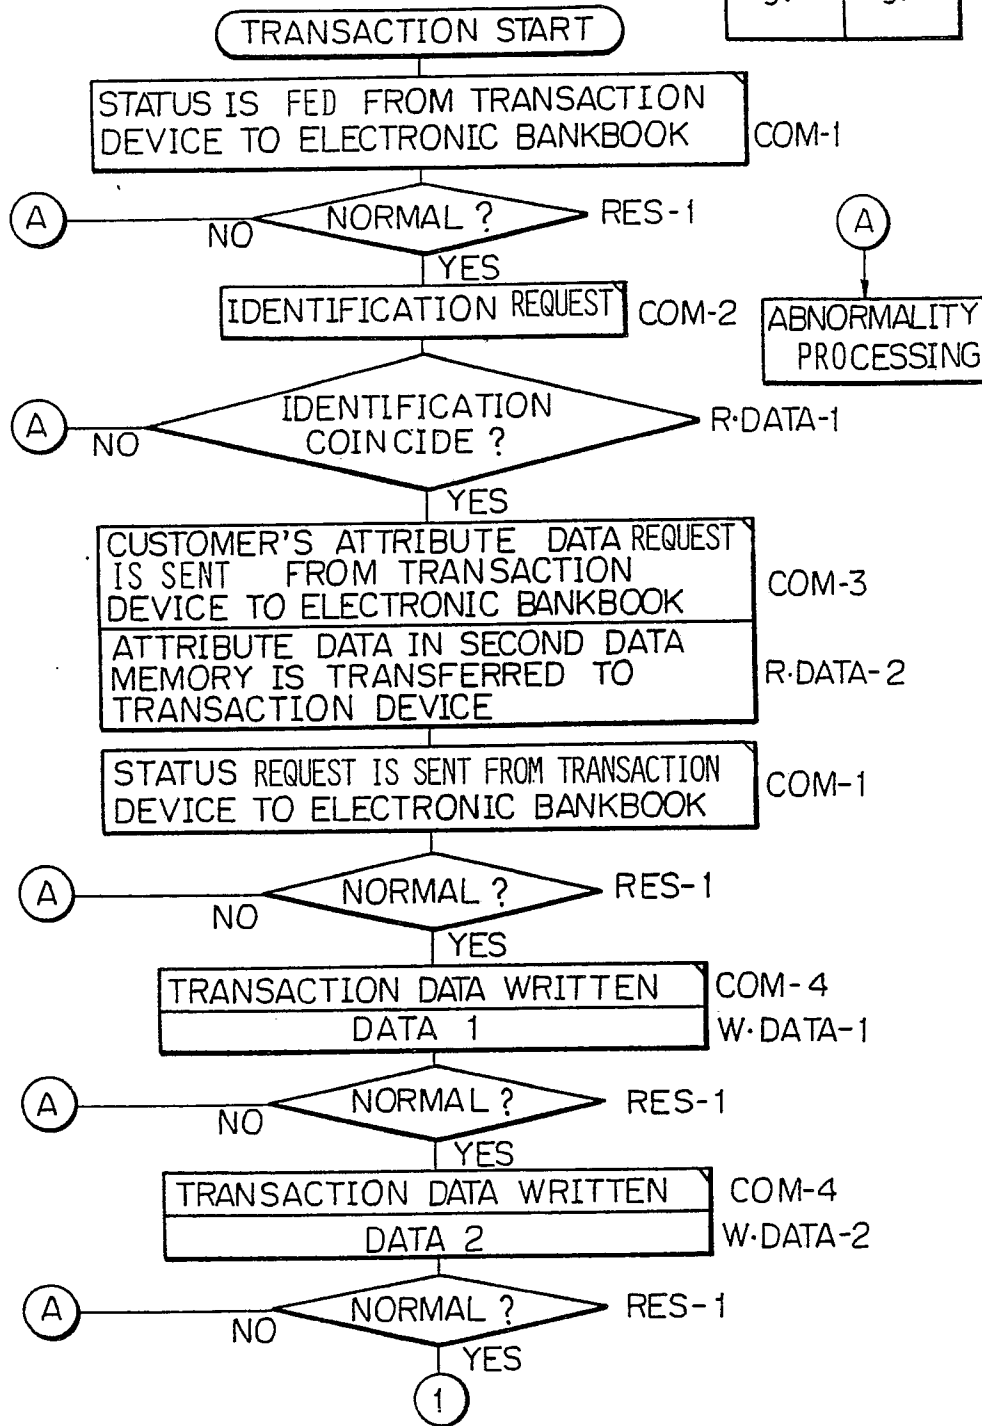 TRANSACTION START
STATUS IS FED FROM TRANSACTION
DEVICE TO ELECTRONIC BANKBOOK
COM-1
A
NO
NORMAL ?
RES-1
YES
A
ABNORMALITY
PROCESSING
IDENTIFICATION REQUEST
COM-2
A
NO
IDENTIFICATION
COINCIDE ?
R·DATA-1
YES
CUSTOMER'S ATTRIBUTE DATA REQUEST
IS SENT FROM TRANSACTION
DEVICE TO ELECTRONIC BANKBOOK
COM-3
ATTRIBUTE DATA IN SECOND DATA
MEMORY IS TRANSFERRED TO
TRANSACTION DEVICE
R·DATA-2
STATUS REQUEST IS SENT FROM TRANSACTION
DEVICE TO ELECTRONIC BANKBOOK
COM-1
A
NO
NORMAL ?
RES-1
YES
TRANSACTION DATA WRITTEN
COM-4
DATA 1
W·DATA-1
A
NO
NORMAL ?
RES-1
YES
TRANSACTION DATA WRITTEN
COM-4
DATA 2
W·DATA-2
A
NO
NORMAL ?
RES-1
YES
1